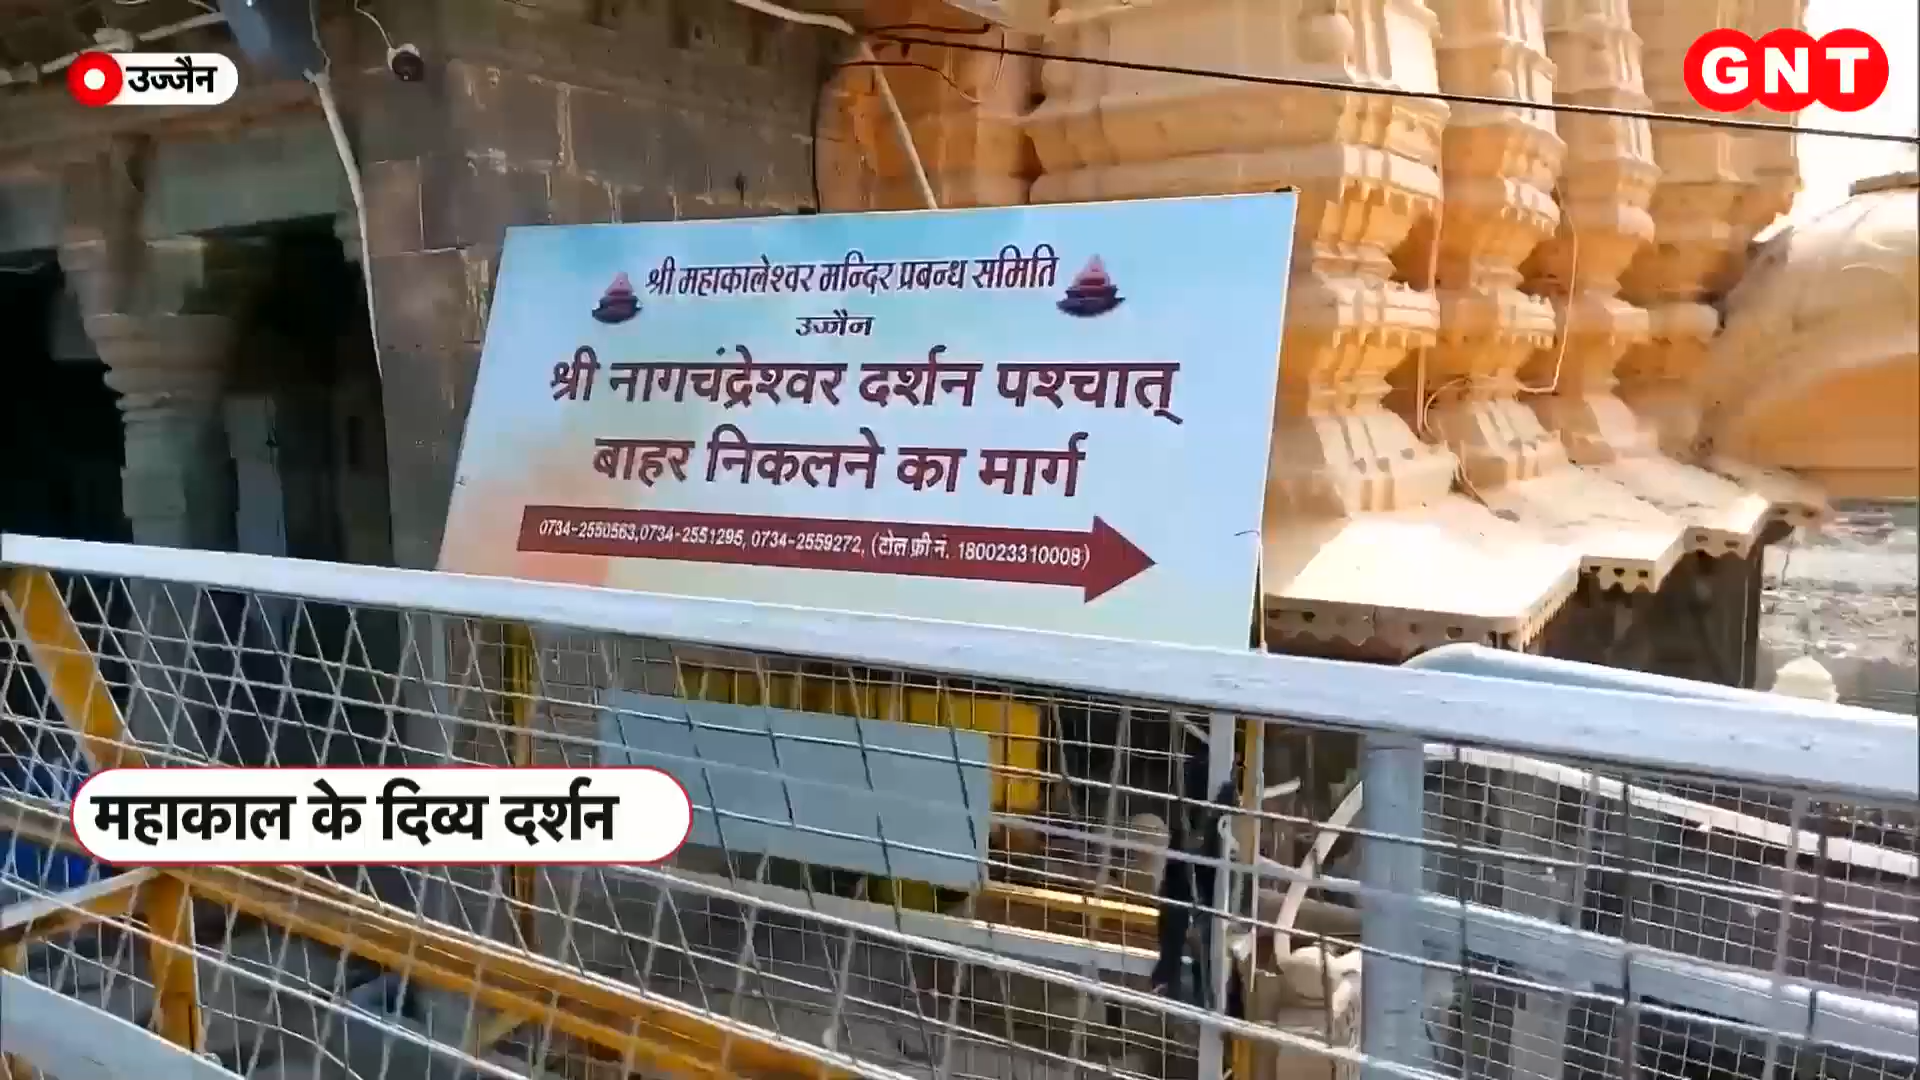 उज्जैन
GNT
श्री महाकालेश्वर मन्दिर प्रबन्ध समिति
उज्जैन
श्री नागचंद्रेश्वर दर्शन पश्चात्
बाहर निकलने का मार्ग
0734-2550563,0734-2551295, 0734-2559272, (टोल फ्री नं. 180023310008)
महाकाल के दिव्य दर्शन